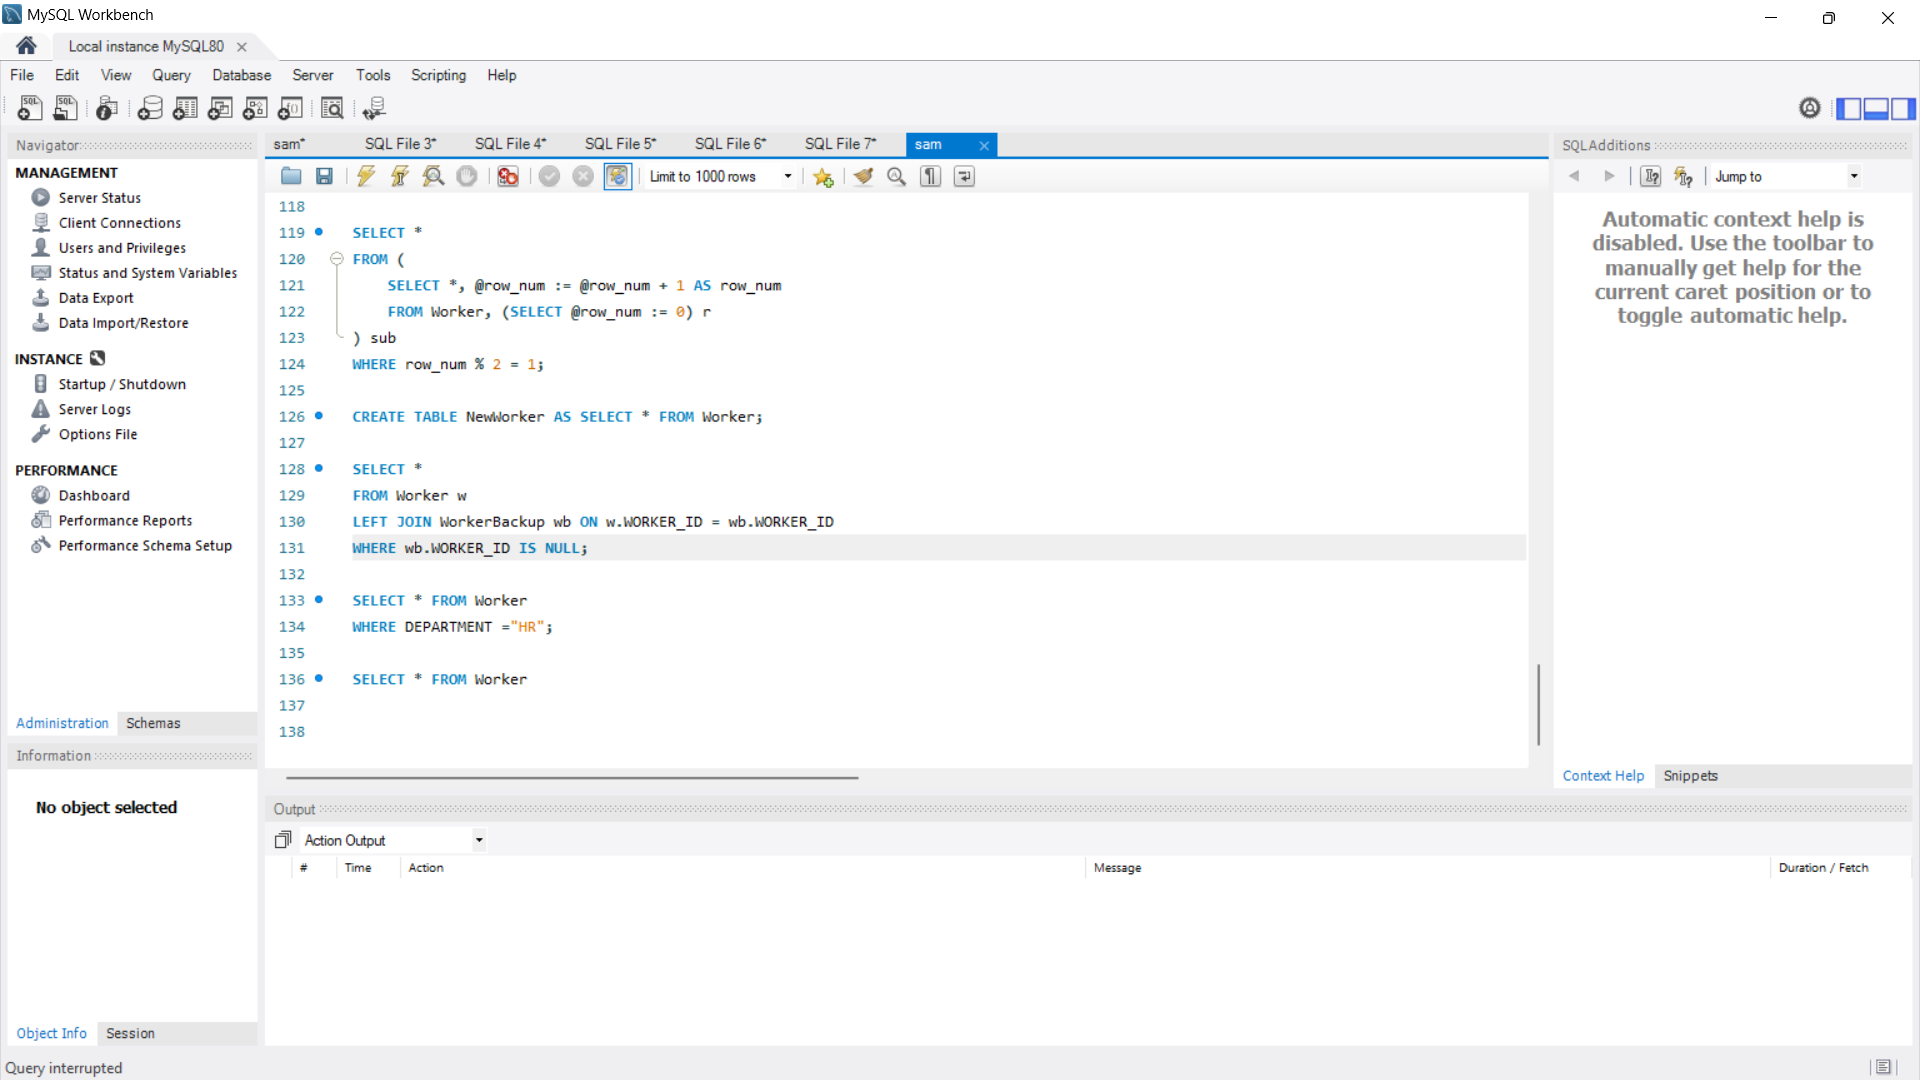 MySQL Workbench
Local instance MySQL80
File Edit View Query Database Server Tools Scripting Help
Navigator
MANAGEMENT
Server Status
Client Connections
Users and Privileges
Status and System Variables
Data Export
Data Import/Restore
INSTANCE
Startup / Shutdown
Server Logs
Options File
PERFORMANCE
Dashboard
Performance Reports
Performance Schema Setup
Administration Schemas
Information
No object selected
Object Info Session
Query interrupted
sam* SQL File 3* SQL File 4* SQL File 5* SQL File 6* SQL File 7* sam
Limit to 1000 rows
118
119 SELECT *
120 FROM (
121 SELECT *, @row_num := @row_num + 1 AS row_num
122 FROM Worker, (SELECT @row_num := 0) r
123 ) sub
124 WHERE row_num % 2 = 1;
125
126 CREATE TABLE NewWorker AS SELECT * FROM Worker;
127
128 SELECT *
129 FROM Worker w
130 LEFT JOIN WorkerBackup wb ON w.WORKER_ID = wb.WORKER_ID
131 WHERE wb.WORKER_ID IS NULL;
132
133 SELECT * FROM Worker
134 WHERE DEPARTMENT ="HR";
135
136 SELECT * FROM Worker
137
138
SQLAdditions
Jump to
Automatic context help is
disabled. Use the toolbar to
manually get help for the
current caret position or to
toggle automatic help.
Context Help Snippets
Output
Action Output
# Time Action Message Duration / Fetch